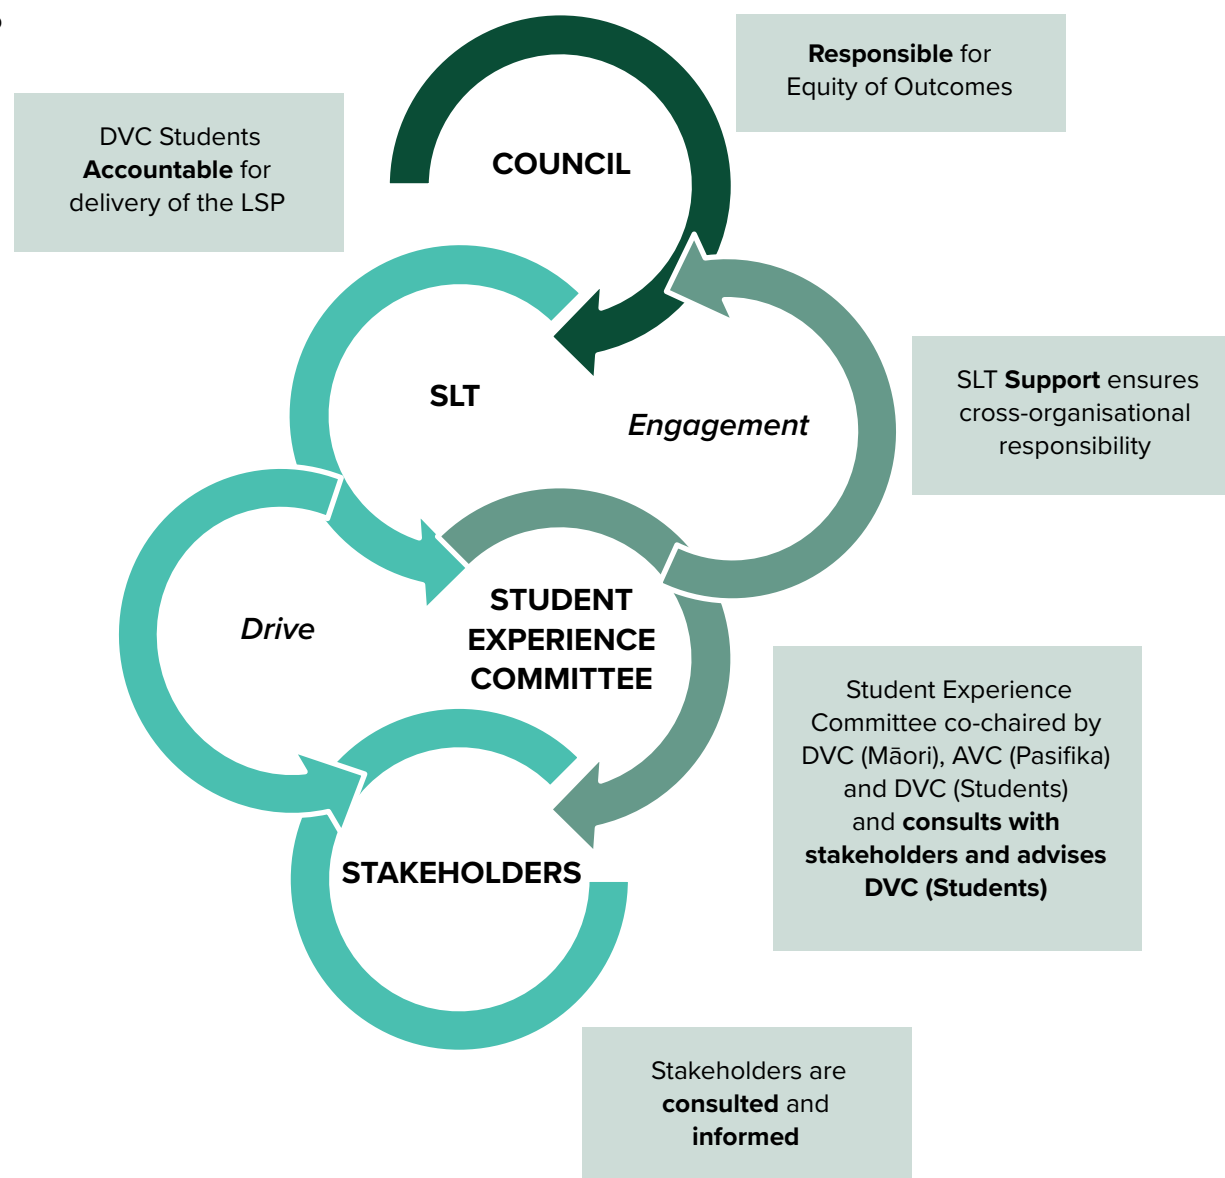 Responsible for
Equity of Outcomes
DVC Students
Accountable for
delivery of the LSP
COUNCIL
SLT
Engagement
SLT Support ensures
cross-organisational
responsibility
Drive
STUDENT
EXPERIENCE
COMMITTEE
Student Experience
Committee co-chaired by
DVC (Māori), AVC (Pasifika)
and DVC (Students)
and consults with
stakeholders and advises
DVC (Students)
STAKEHOLDERS
Stakeholders are
consulted and
informed